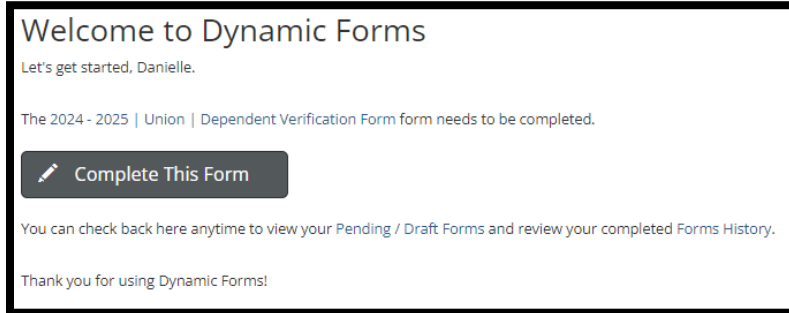 Welcome to Dynamic Forms
Let's get started, Danielle.
The 2024 - 2025 | Union | Dependent Verification Form form needs to be completed.
Complete This Form
You can check back here anytime to view your Pending / Draft Forms and review your completed Forms History.
Thank you for using Dynamic Forms!